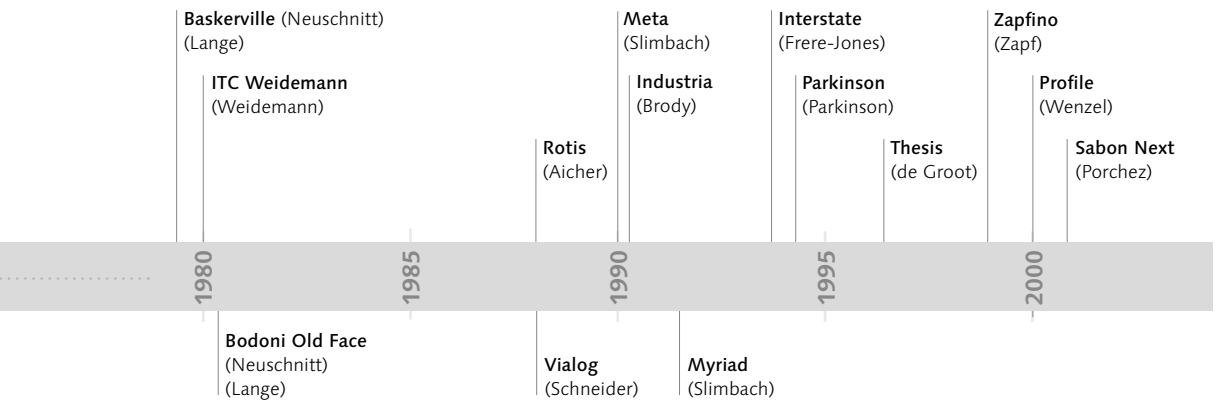 Baskerville (Neuschnitt)
(Lange)
ITC Weidemann
(Weidemann)
Rotis
(Aicher)
Meta
(Slimbach)
Industria
(Brody)
Interstate
(Frere-Jones)
Parkinson
(Parkinson)
Thesis
(de Groot)
Zapfino
(Zapf)
Profile
(Wenzel)
Sabon Next
(Porchez)
1980
1985
1990
1995
2000
Bodoni Old Face
(Neuschnitt)
(Lange)
Vialog
(Schneider)
Myriad
(Slimbach)